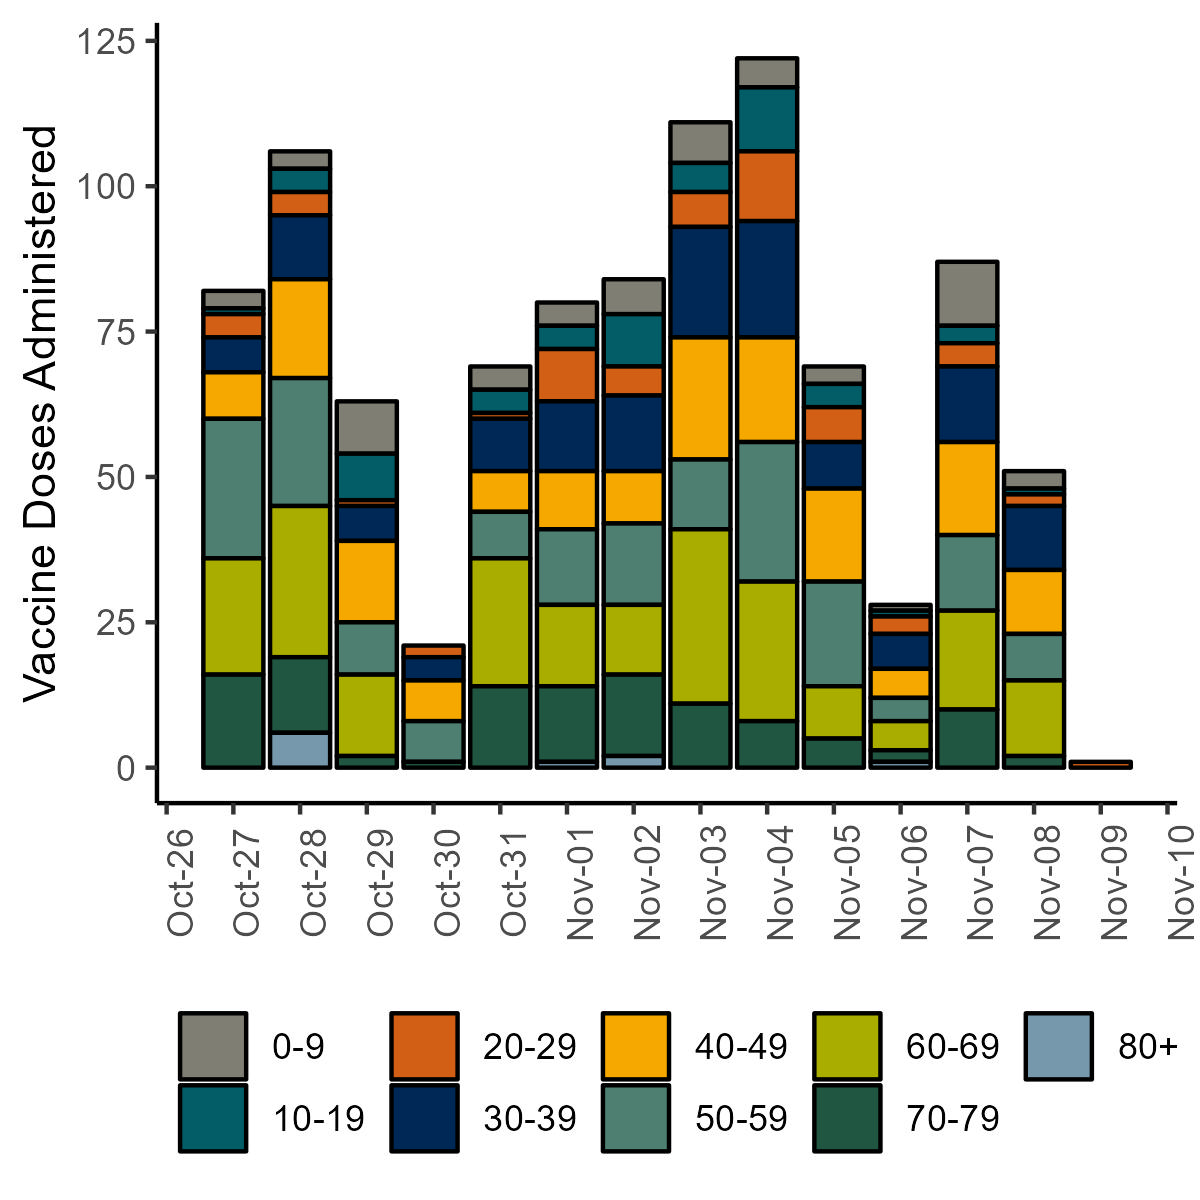 Vaccine Doses Administered
125
100
75
50
25
0
Oct-26
Oct-27
Oct-28
Oct-29
Oct-30
Oct-31
Nov-01
Nov-02
Nov-03
Nov-04
Nov-05
Nov-06
Nov-07
Nov-08
Nov-09
Nov-10
0-9 20-29 40-49 60-69 80+
10-19 30-39 50-59 70-79